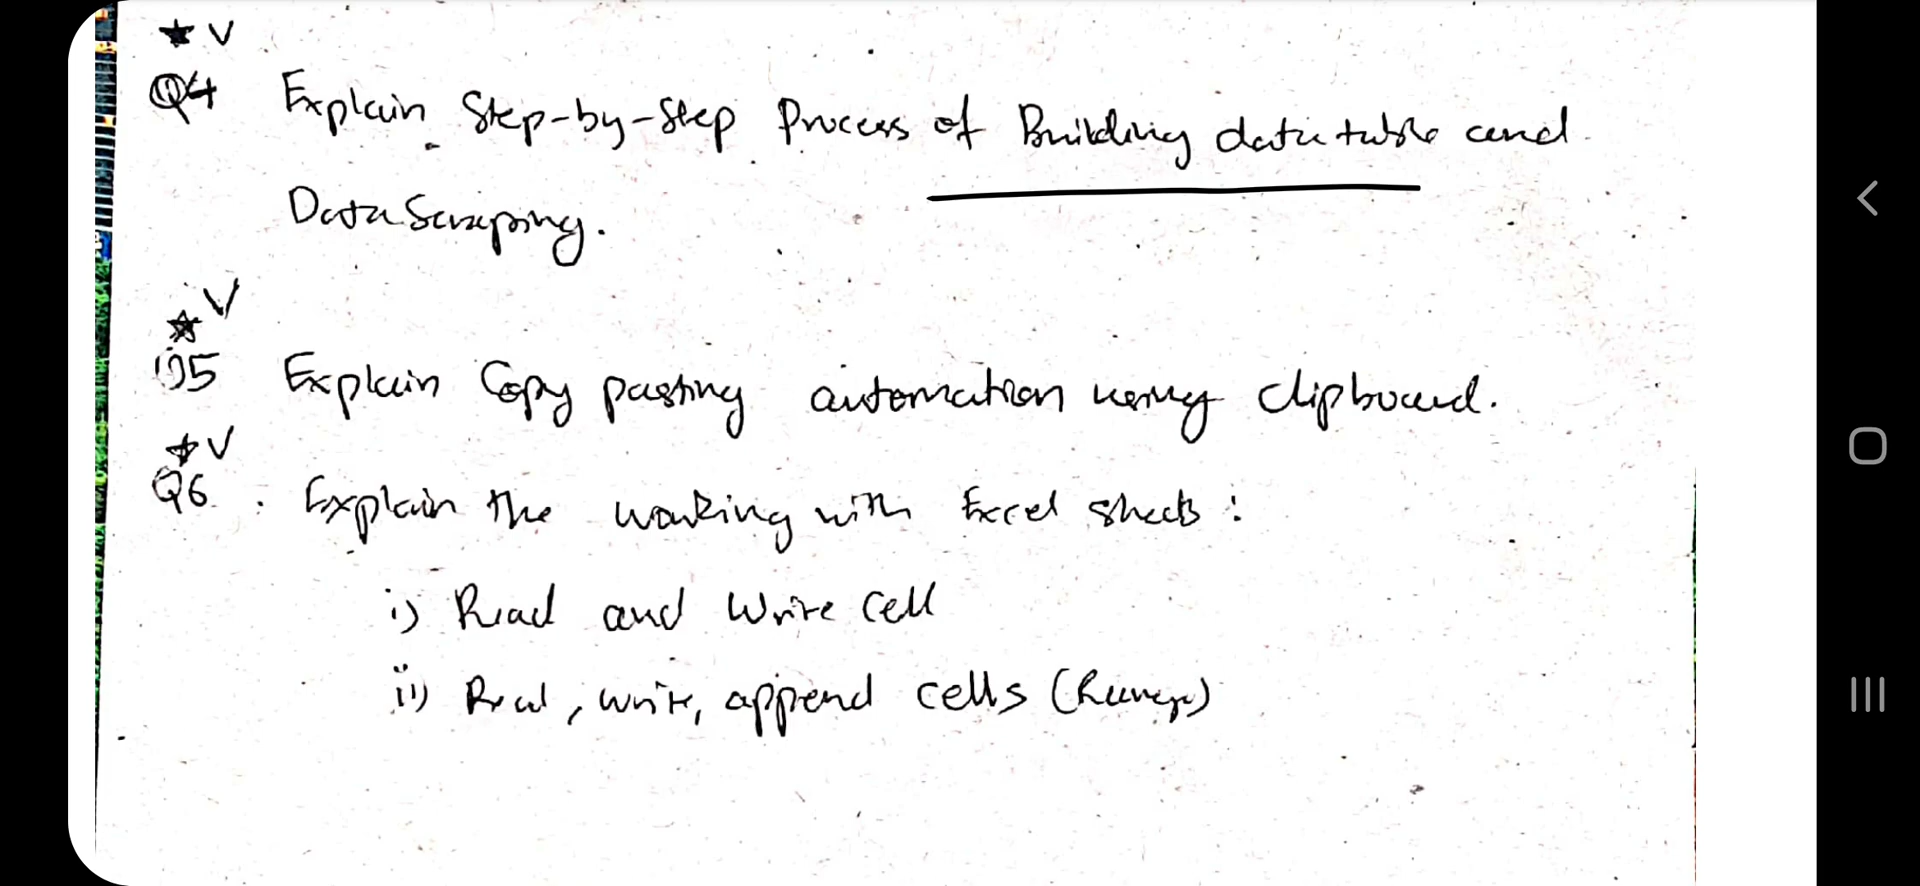 V
Q4 Explain Step-by-Step Process of Building data table and
Data Scraping.
V
Q5 Explain Copy pasting automation using clipboard.
V
Q6. Explain the working with Excel sheets :
i) Read and Write Cell
ii) Read, write, append cells (Range)